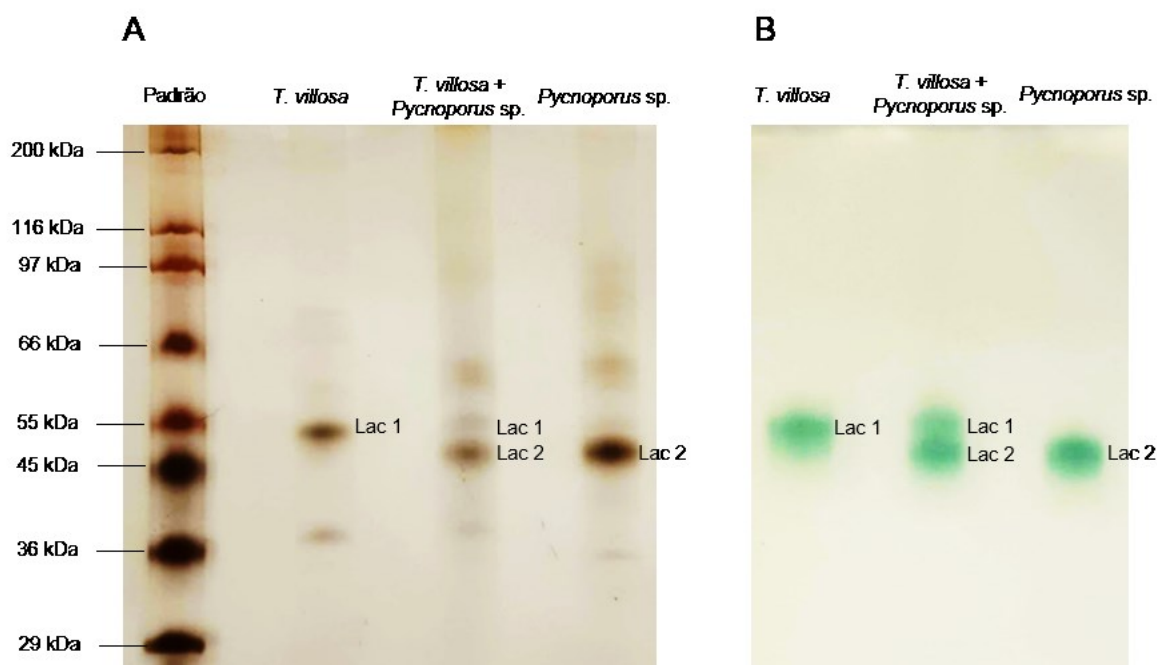 A
Padrão
T. villosa
T. villosa +
Pycnoporus sp.
Pycnoporus sp.
200 kDa
116 kDa
97 kDa
66 kDa
55 kDa
45 kDa
36 kDa
29 kDa
Lac 1
Lac 1
Lac 2
Lac 2
B
T. villosa
T. villosa +
Pycnoporus sp.
Pycnoporus sp.
Lac 1
Lac 1
Lac 2
Lac 2